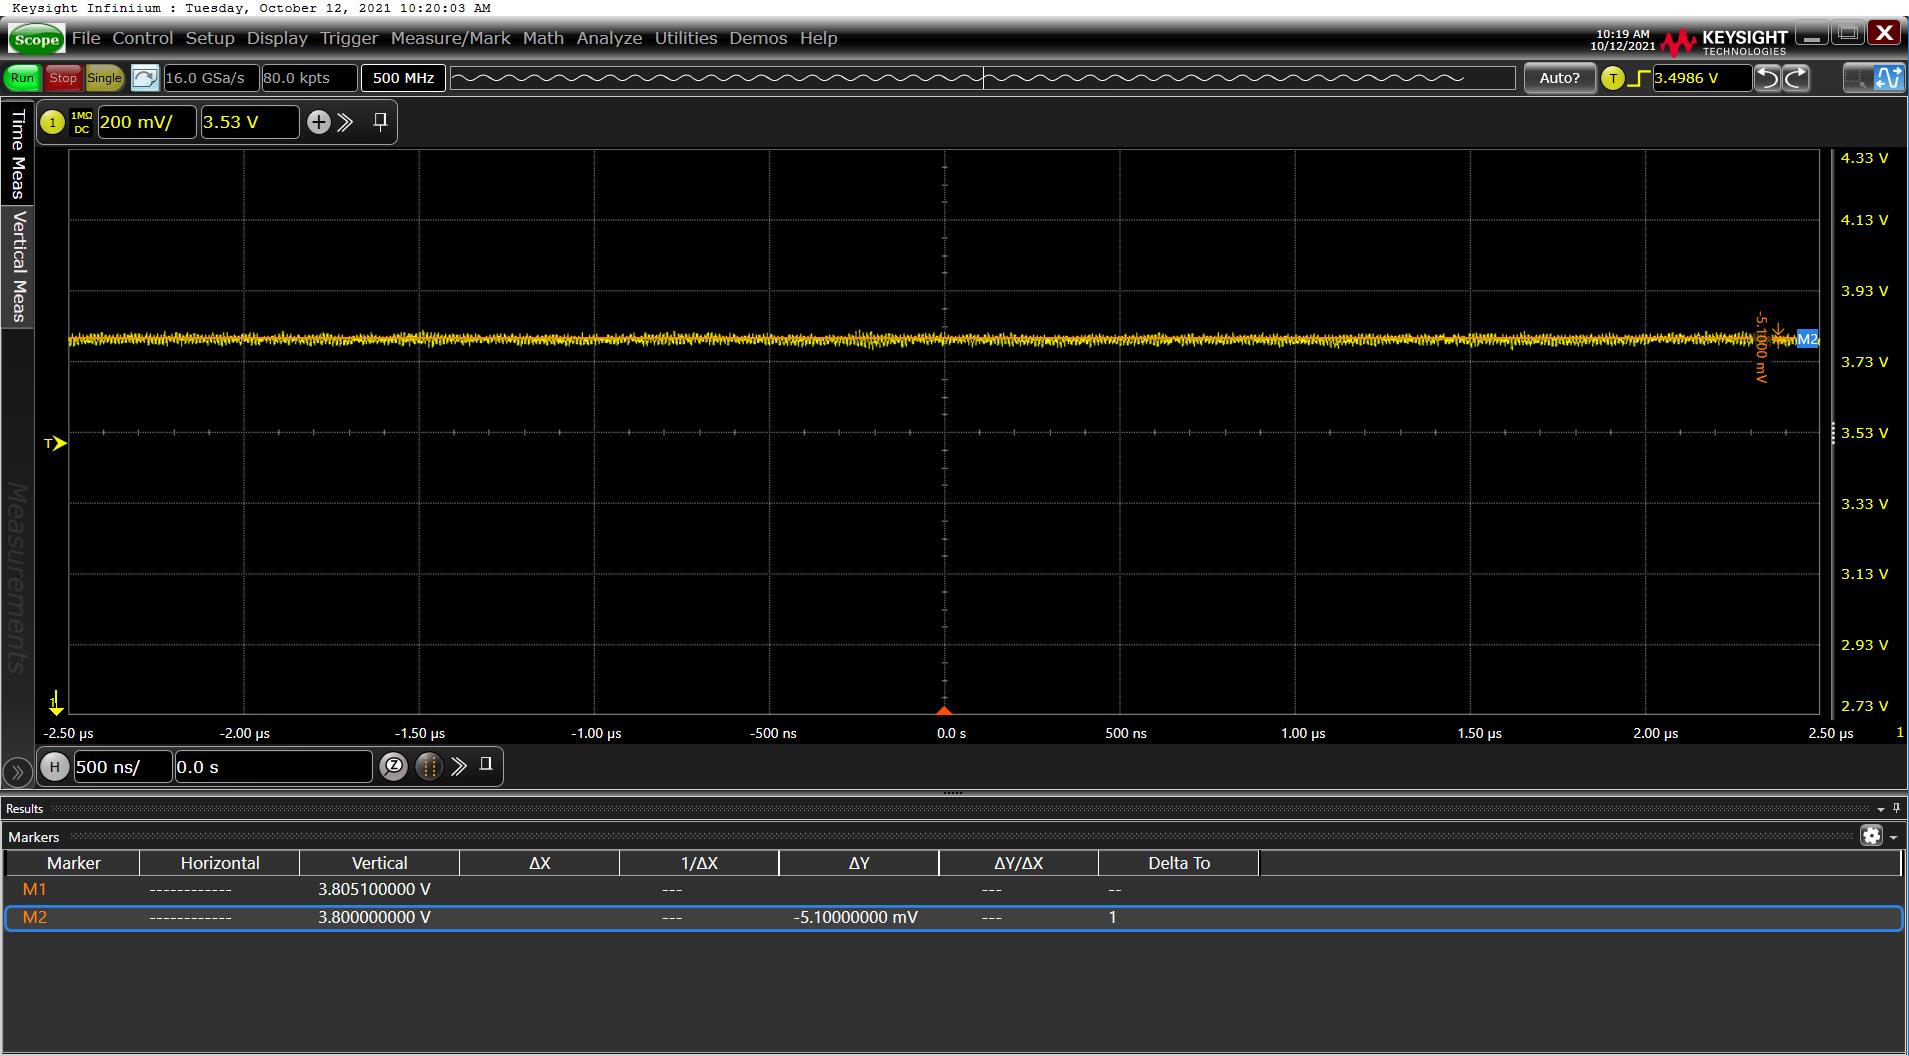 Keysight Infiniium : Tuesday, October 12, 2021 10:20:03 AM
Scope File Control Setup Display Trigger Measure/Mark Math Analyze Utilities Demos Help
10:19 AM
10/12/2021
KEYSIGHT
TECHNOLOGIES
Run Stop Single 16.0 GSa/s 80.0 kpts 500 MHz Auto? T 3.4986 V
1 1MΩ DC 200 mV/ 3.53 V
Time Meas
Vertical Meas
Measurements
4.33 V
4.13 V
3.93 V
-5.10000 mV
M2
3.73 V
T
3.53 V
3.33 V
3.13 V
2.93 V
1
2.73 V
-2.50 µs -2.00 µs -1.50 µs -1.00 µs -500 ns 0.0 s 500 ns 1.00 µs 1.50 µs 2.00 µs 2.50 µs 1
H 500 ns/ 0.0 s Z
Results
Markers
Marker Horizontal Vertical ΔX 1/ΔX ΔY ΔY/ΔX Delta To
M1 ------------ 3.805100000 V --- --- --
M2 ------------ 3.800000000 V --- -5.10000000 mV --- 1